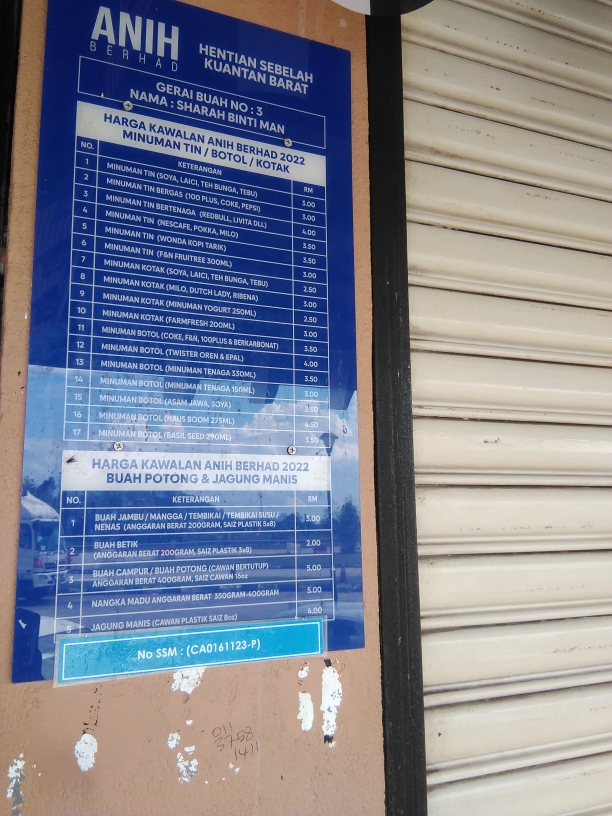 ANIH
BERHAD
HENTIAN SEBELAH
KUANTAN BARAT
GERAI BUAH NO : 3
NAMA : SHARAH BINTI MAN
HARGA KAWALAN ANIH BERHAD 2022
MINUMAN TIN / BOTOL / KOTAK
NO. KETERANGAN RM
1 MINUMAN TIN (SOYA, LAICI, TEH BUNGA, TEBU) 3.00
2 MINUMAN TIN BERGAS (100 PLUS, COKE, PEPSI) 3.00
3 MINUMAN TIN BERTENAGA (REDBULL, LIVITA DLL) 4.00
4 MINUMAN TIN (NESCAFE, POKKA, MILO) 3.50
5 MINUMAN TIN (WONDA KOPI TARIK) 3.50
6 MINUMAN TIN (F&N FRUITREE 300ML) 3.00
7 MINUMAN KOTAK (SOYA, LAICI, TEH BUNGA, TEBU) 2.50
8 MINUMAN KOTAK (MILO, DUTCH LADY, RIBENA) 3.00
9 MINUMAN KOTAK (MINUMAN YOGURT 250ML) 3.50
10 MINUMAN KOTAK (FARMFRESH 200ML) 3.00
11 MINUMAN BOTOL (COKE, F&N, 100PLUS & BERKARBONAT) 3.50
12 MINUMAN BOTOL (TWISTER OREN & EPAL) 4.00
13 MINUMAN BOTOL (MINUMAN TENAGA 330ML) 3.50
14 MINUMAN BOTOL (MINUMAN TENAGA 150ML) 3.00
15 MINUMAN BOTOL (ASAM JAWA, SOYA)
16 MINUMAN BOTOL (HAUS BOOM 275ML) 4.50
17 MINUMAN BOTOL (BASIL SEED 290ML) 3.50
HARGA KAWALAN ANIH BERHAD 2022
BUAH POTONG & JAGUNG MANIS
NO. KETERANGAN RM
1 BUAH JAMBU / MANGGA / TEMBIKAI / TEMBIKAI SUSU / 3.00
NENAS (ANGGARAN BERAT 200GRAM, SAIZ PLASTIK 5x8)
2 BUAH BETIK 2.00
(ANGGARAN BERAT 200GRAM, SAIZ PLASTIK 3x8)
3 BUAH CAMPUR / BUAH POTONG (CAWAN BERTUTUP) 5.00
ANGGARAN BERAT 400GRAM, SAIZ CAWAN 16oz
4 NANGKA MADU ANGGARAN BERAT 350GRAM-400GRAM 5.00
5 JAGUNG MANIS (CAWAN PLASTIK SAIZ 8oz) 4.00
No SSM : (CA0161123-P)
011
3758
1411